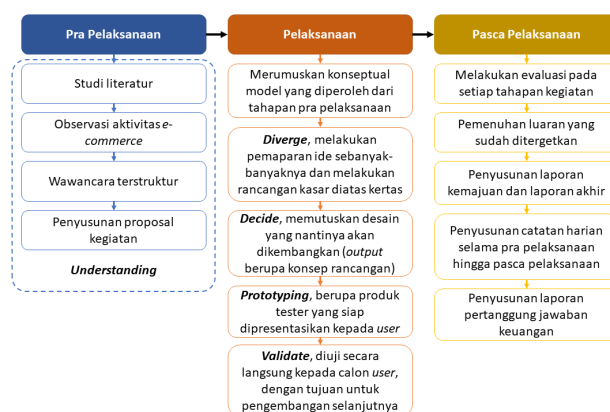 Pra Pelaksanaan
Studi literatur
Observasi aktivitas e-
commerce
Wawancara terstruktur
Penyusunan proposal
kegiatan
Understanding
Pelaksanaan
Merumuskan konseptual
model yang diperoleh dari
tahapan pra pelaksanaan
Diverge, melakukan
pemaparan ide sebanyak-
banyaknya dan melakukan
rancangan kasar diatas kertas
Decide, memutuskan desain
yang nantinya akan
dikembangkan (output
berupa konsep rancangan)
Prototyping, berupa produk
tester yang siap
dipresentasikan kepada user
Validate, diuji secara
langsung kepada calon user,
dengan tujuan untuk
pengembangan selanjutnya
Pasca Pelaksanaan
Melakukan evaluasi pada
setiap tahapan kegiatan
Pemenuhan luaran yang
sudah ditergetkan
Penyusunan laporan
kemajuan dan laporan akhir
Penyusunan catatan harian
selama pra pelaksanaan
hingga pasca pelaksanaan
Penyusunan laporan
pertanggung jawaban
keuangan